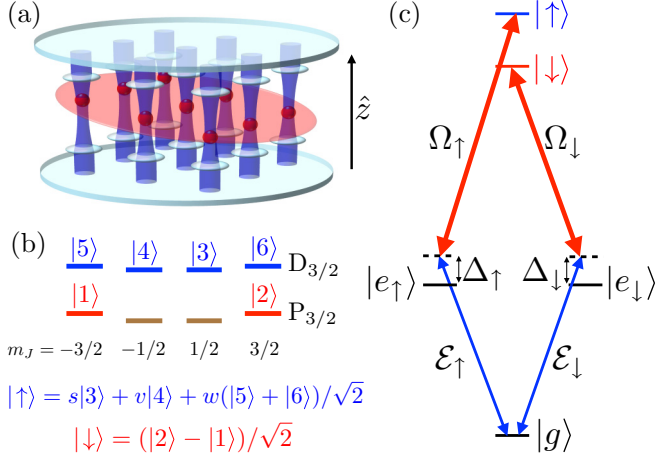 (a)
ẑ
(b)
|5⟩ |4⟩ |3⟩ |6⟩ D₃/₂
|1⟩ |2⟩ P₃/₂
m_J = −3/2 −1/2 1/2 3/2
|↑⟩ = s|3⟩ + v|4⟩ + w(|5⟩ + |6⟩)/√2
|↓⟩ = (|2⟩ − |1⟩)/√2
(c)
|↑⟩
|↓⟩
Ω↑ Ω↓
|e↑⟩ Δ↑ Δ↓ |e↓⟩
ℰ↑ ℰ↓
|g⟩